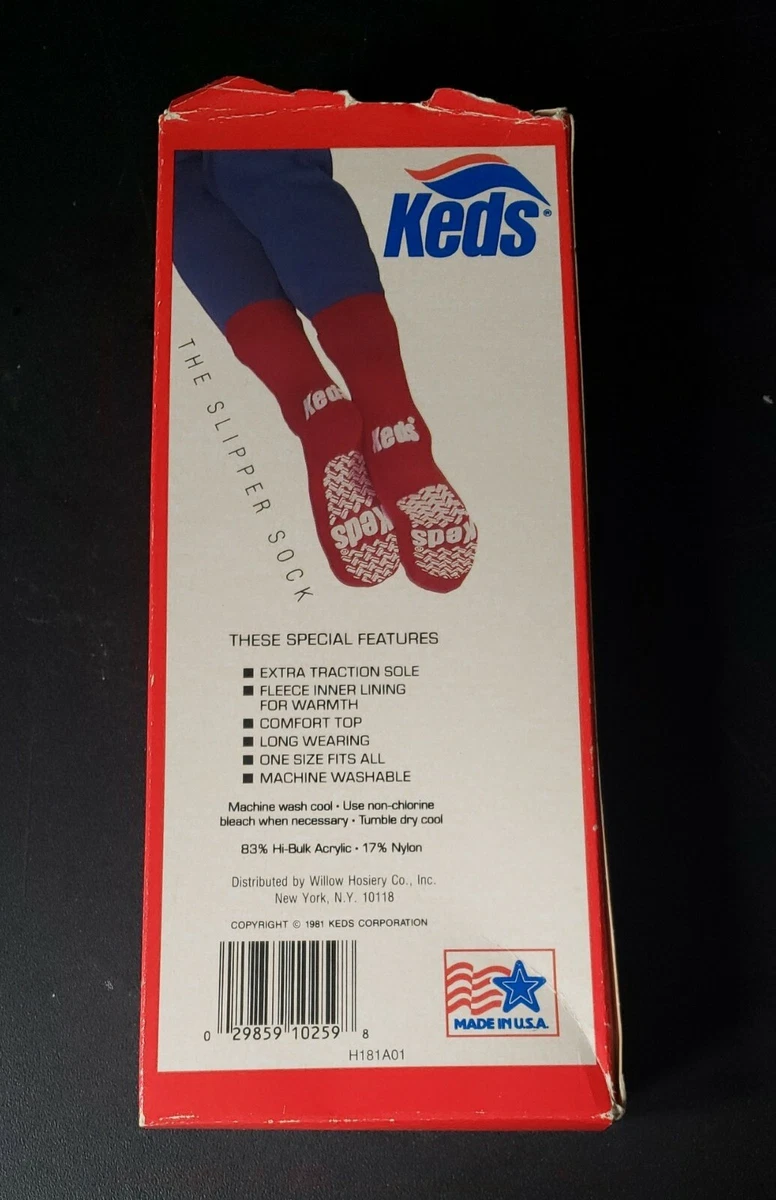 Keds®
THE SLIPPER SOCK
Keds
Keds®
Keds
Keds
THESE SPECIAL FEATURES
■ EXTRA TRACTION SOLE
■ FLEECE INNER LINING
FOR WARMTH
■ COMFORT TOP
■ LONG WEARING
■ ONE SIZE FITS ALL
■ MACHINE WASHABLE
Machine wash cool • Use non-chlorine
bleach when necessary • Tumble dry cool
83% Hi-Bulk Acrylic • 17% Nylon
Distributed by Willow Hosiery Co., Inc.
New York, N.Y. 10118
COPYRIGHT © 1981 KEDS CORPORATION
0 29859 10259 8
H181A01
MADE IN U.S.A.